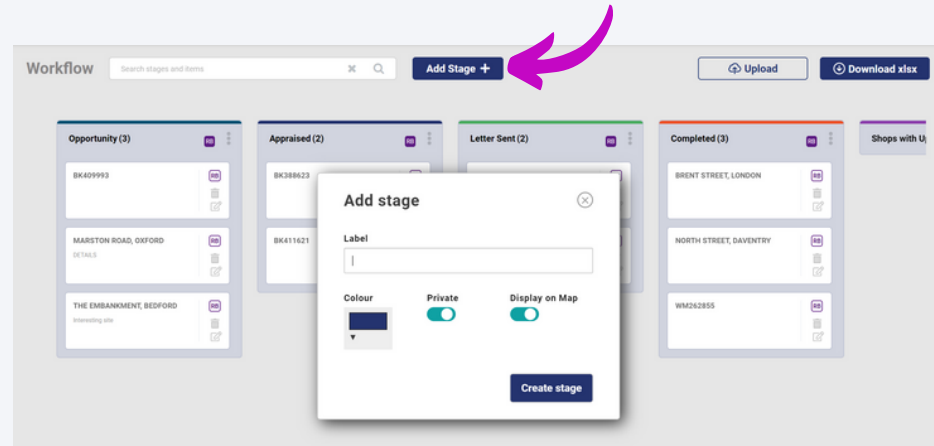 Workflow
Search stages and items
Add Stage +
Upload
Download xlsx
Opportunity (3)
RB
Appraised (2)
RB
Letter Sent (2)
RB
Completed (3)
RB
Shops with
BK409993
RB
MARSTON ROAD, OXFORD
DETAILS
RB
THE EMBANKMENT, BEDFORD
Interesting site
RB
BK388623
BK411621
BRENT STREET, LONDON
RB
NORTH STREET, DAVENTRY
RB
WM262855
RB
Add stage
Label
Colour
Private
Display on Map
Create stage